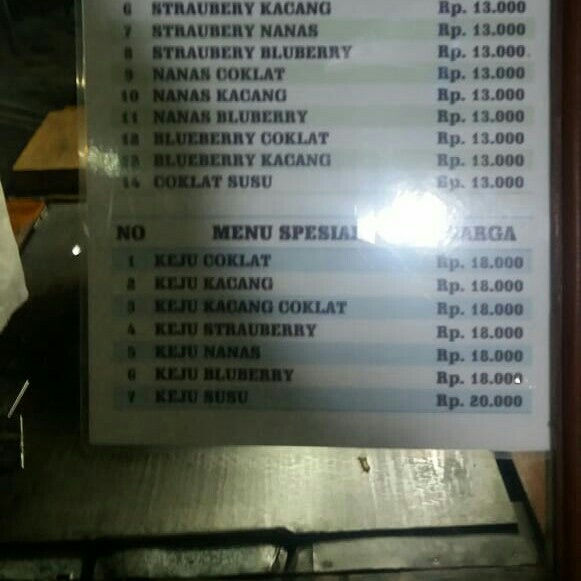 6 STRAUBERY KACANG Rp. 13.000
7 STRAUBERY NANAS Rp. 13.000
8 STRAUBERY BLUBERRY Rp. 13.000
9 NANAS COKLAT Rp. 13.000
10 NANAS KACANG Rp. 13.000
11 NANAS BLUBERRY Rp. 13.000
12 BLUEBERRY COKLAT Rp. 13.000
13 BLUEBERRY KACANG Rp. 13.000
14 COKLAT SUSU Rp. 13.000
NO MENU SPESIAL
1 KEJU COKLAT Rp. 18.000
2 KEJU KACANG Rp. 18.000
3 KEJU KACANG COKLAT Rp. 18.000
4 KEJU STRAUBERRY Rp. 18.000
5 KEJU NANAS Rp. 18.000
6 KEJU BLUBERRY Rp. 18.000
7 KEJU SUSU Rp. 20.000